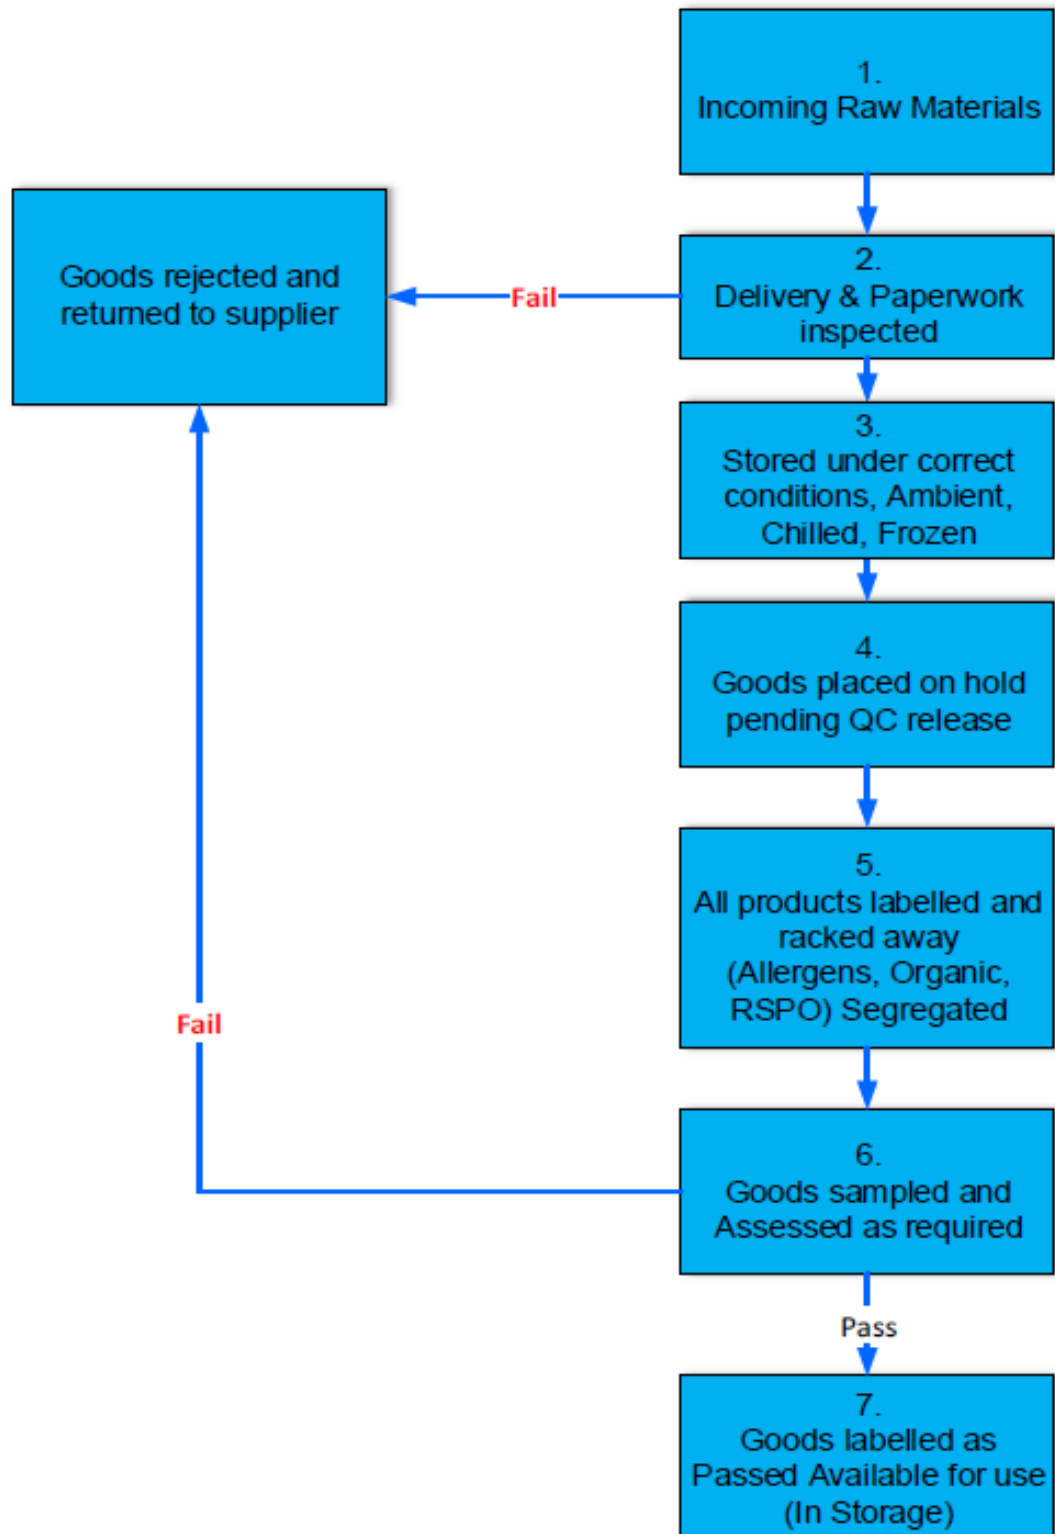 1.
Incoming Raw Materials
Goods rejected and
returned to supplier
Fail
2.
Delivery & Paperwork
inspected
3.
Stored under correct
conditions, Ambient,
Chilled, Frozen
4.
Goods placed on hold
pending QC release
5.
All products labelled and
racked away
(Allergens, Organic,
RSPO) Segregated
Fail
6.
Goods sampled and
Assessed as required
Pass
7.
Goods labelled as
Passed Available for use
(In Storage)